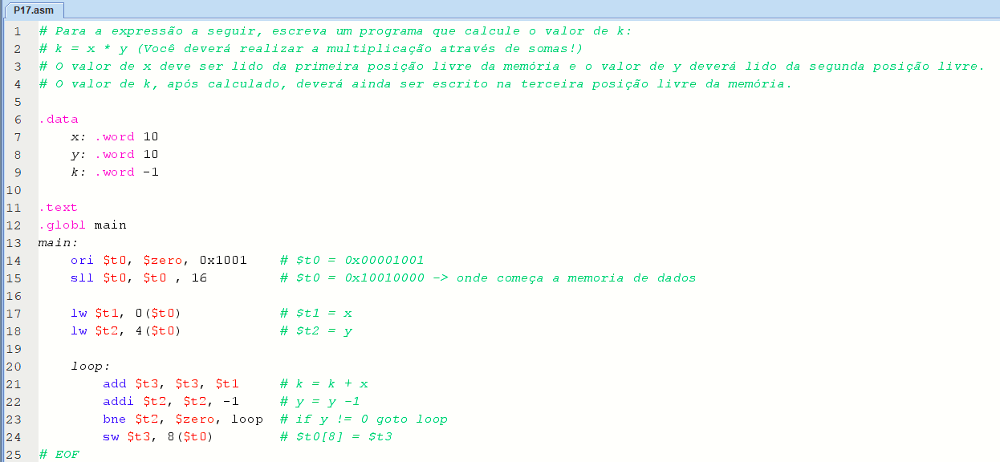 P17.asm
1 # Para a expressão a seguir, escreva um programa que calcule o valor de k:
2 # k = x * y (Você deverá realizar a multiplicação através de somas!)
3 # O valor de x deve ser lido da primeira posição livre da memória e o valor de y deverá lido da segunda posição livre.
4 # O valor de k, após calculado, deverá ainda ser escrito na terceira posição livre da memória.
5
6 .data
7 x: .word 10
8 y: .word 10
9 k: .word -1
10
11 .text
12 .globl main
13 main:
14 ori $t0, $zero, 0x1001 # $t0 = 0x00001001
15 sll $t0, $t0 , 16 # $t0 = 0x10010000 -> onde começa a memoria de dados
16
17 lw $t1, 0($t0) # $t1 = x
18 lw $t2, 4($t0) # $t2 = y
19
20 loop:
21 add $t3, $t3, $t1 # k = k + x
22 addi $t2, $t2, -1 # y = y -1
23 bne $t2, $zero, loop # if y != 0 goto loop
24 sw $t3, 8($t0) # $t0[8] = $t3
25 # EOF